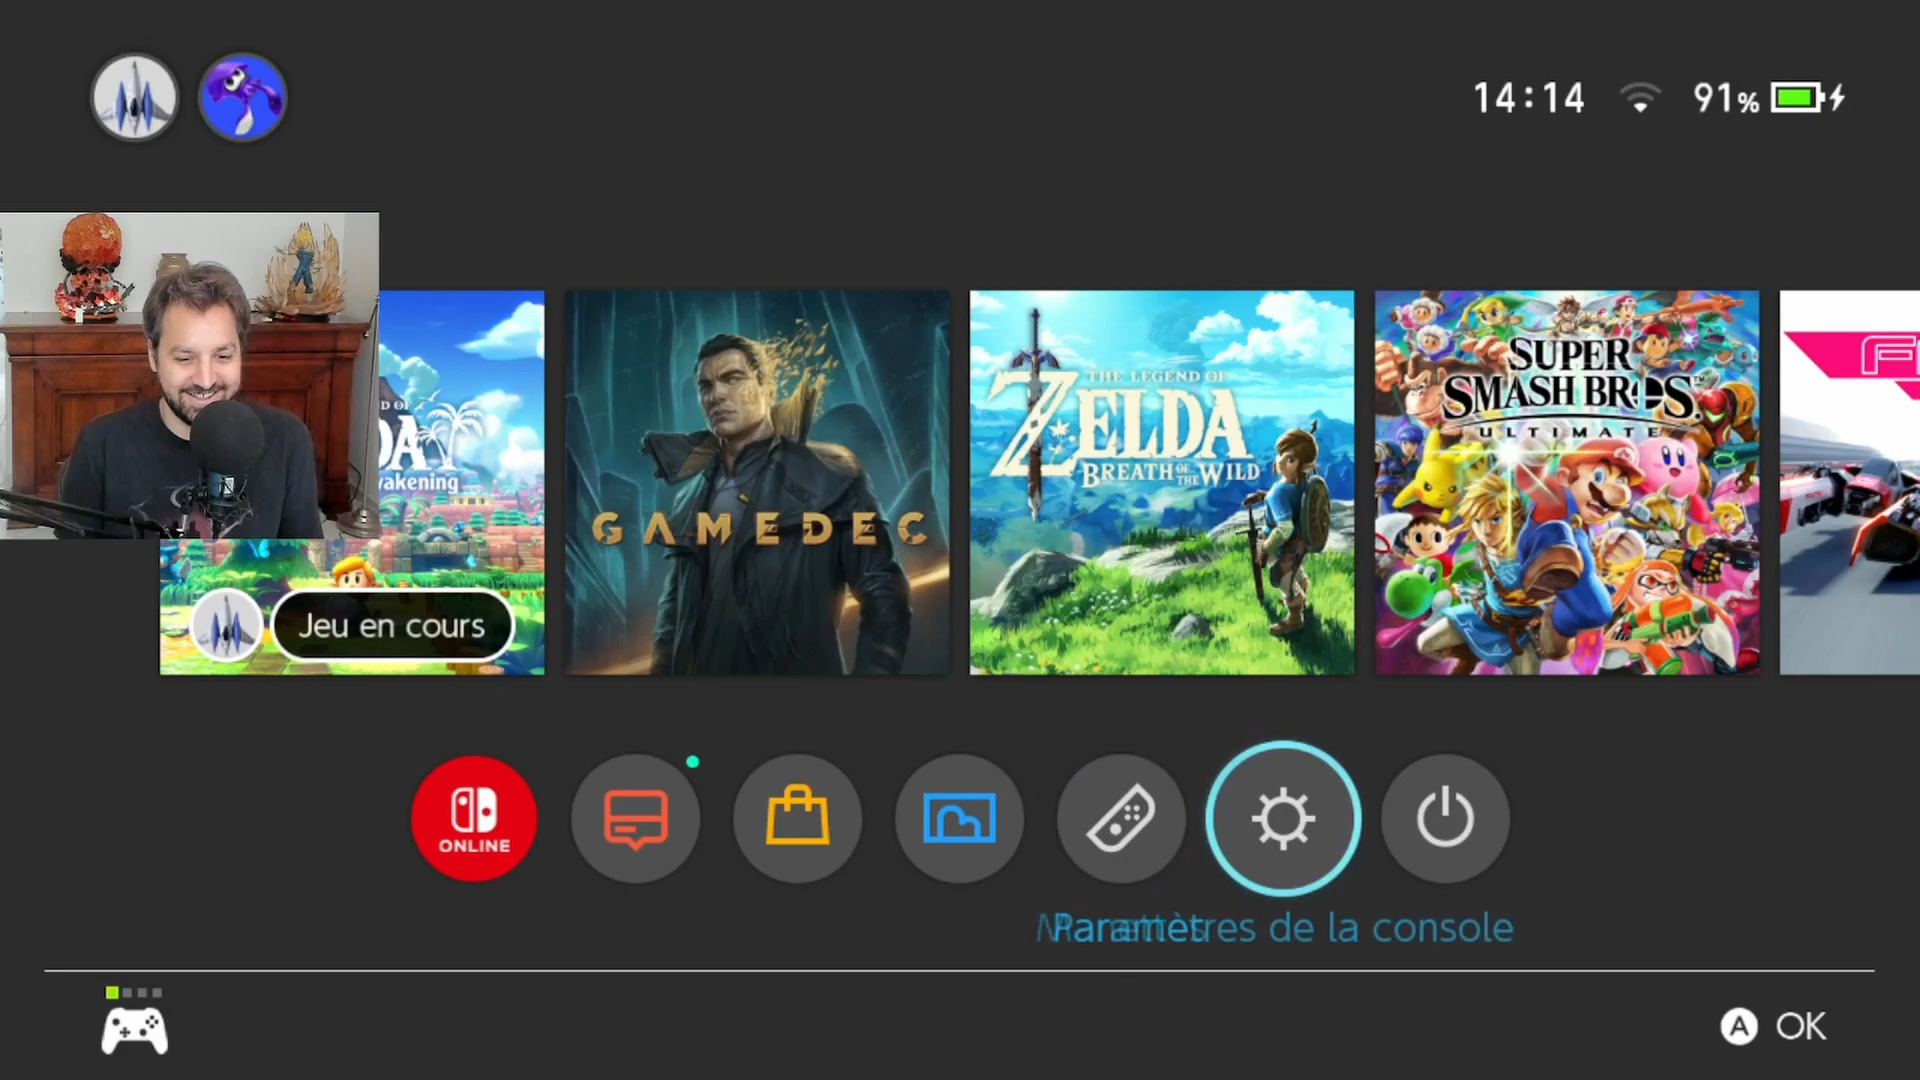 14:14
91%
D OF
DA
wakening
Jeu en cours
GAMEDEC
THE LEGEND OF
ZELDA
BREATH OF THE WILD
SUPER
SMASH BROS.
ULTIMATE
ONLINE
Paramètres de la console
A OK